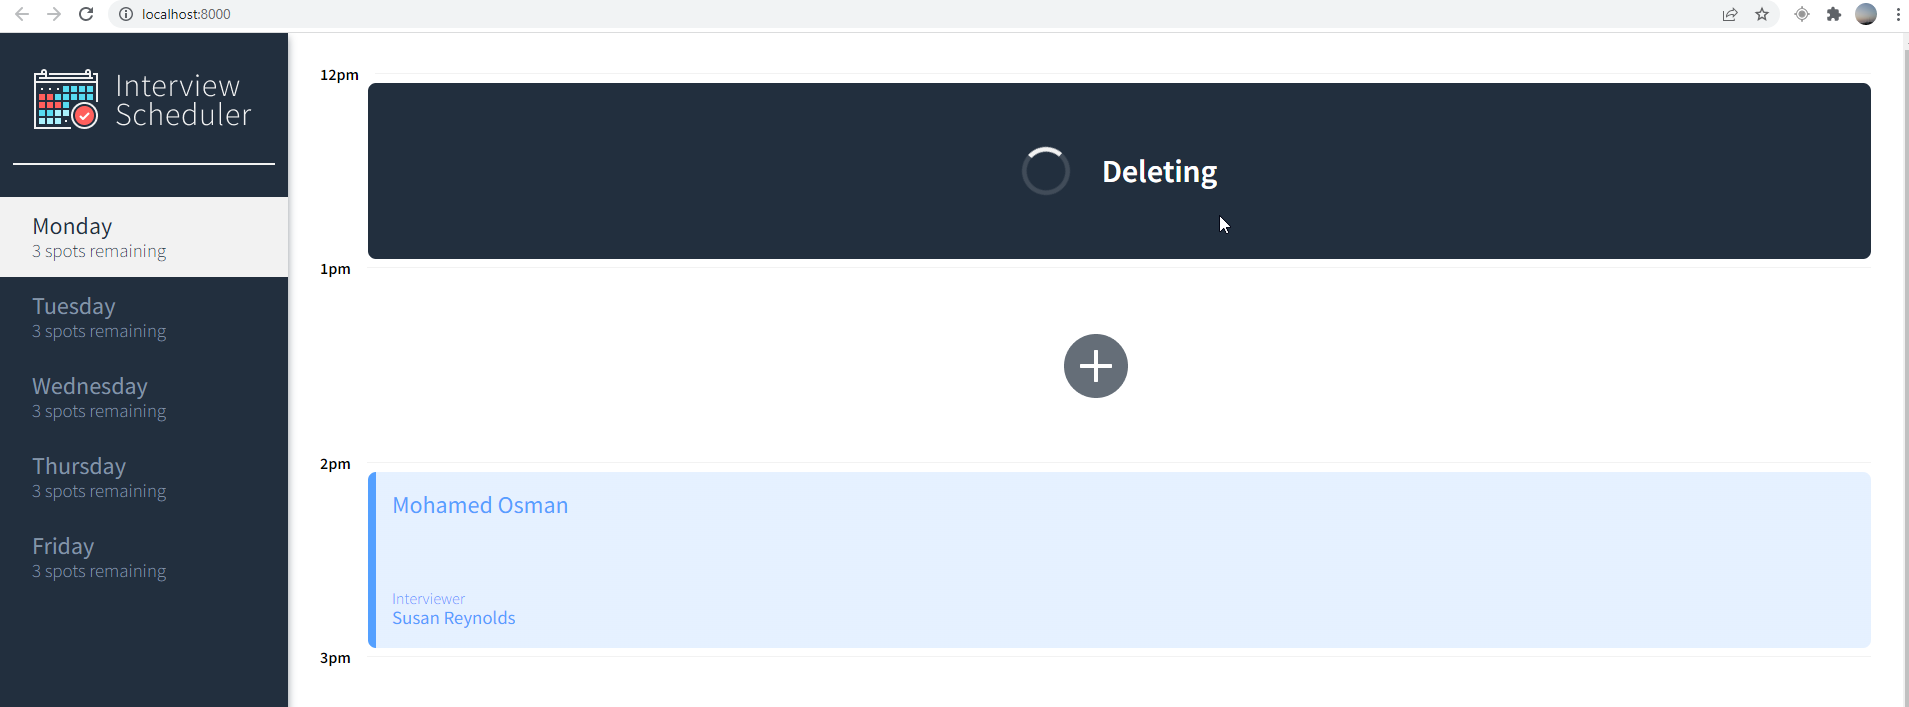 localhost:8000
Interview
Scheduler
Monday
3 spots remaining
Tuesday
3 spots remaining
Wednesday
3 spots remaining
Thursday
3 spots remaining
Friday
3 spots remaining
12pm
Deleting
1pm
2pm
Mohamed Osman
Interviewer
Susan Reynolds
3pm